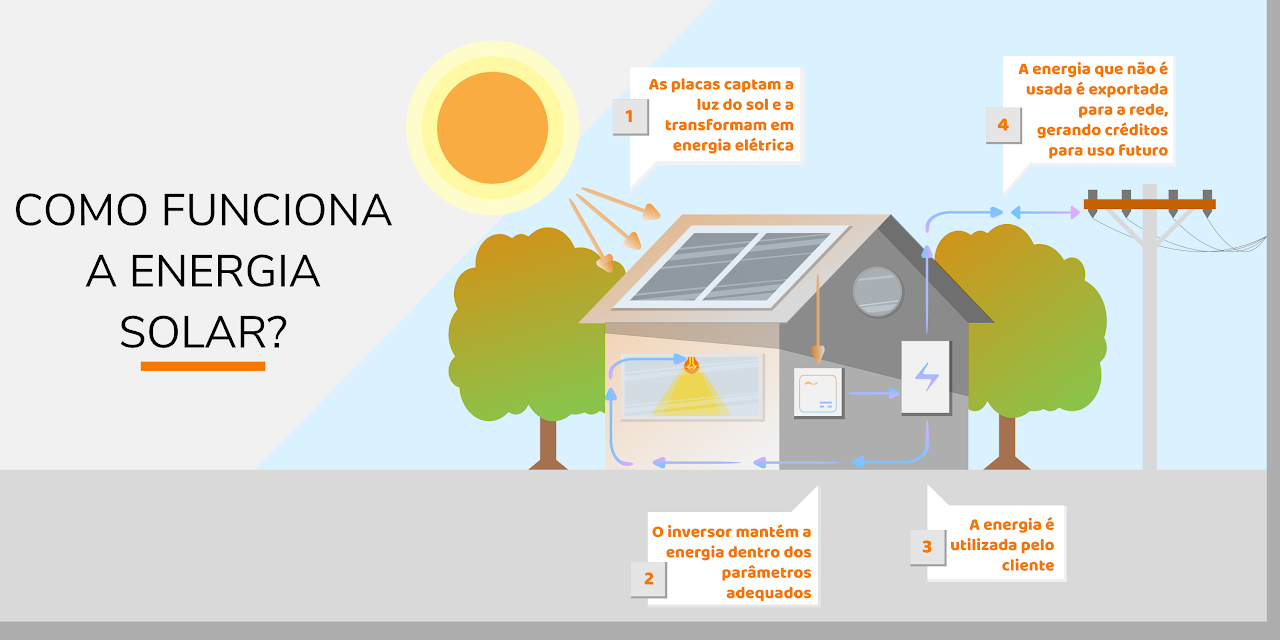 COMO FUNCIONA
A ENERGIA
SOLAR?
1
As placas captam a
luz do sol e a
transformam em
energia elétrica
2
O inversor mantém a
energia dentro dos
parâmetros
adequados
3
A energia é
utilizada pelo
cliente
4
A energia que não é
usada é exportada
para a rede,
gerando créditos
para uso futuro